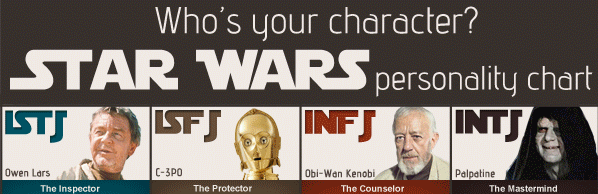 Who's your character?
STAR WARS personality chart
ISTJ ISFJ INFJ INTJ
Owen Lars C-3PO Obi-Wan Kenobi Palpatine
The Inspector The Protector The Counselor The Mastermind